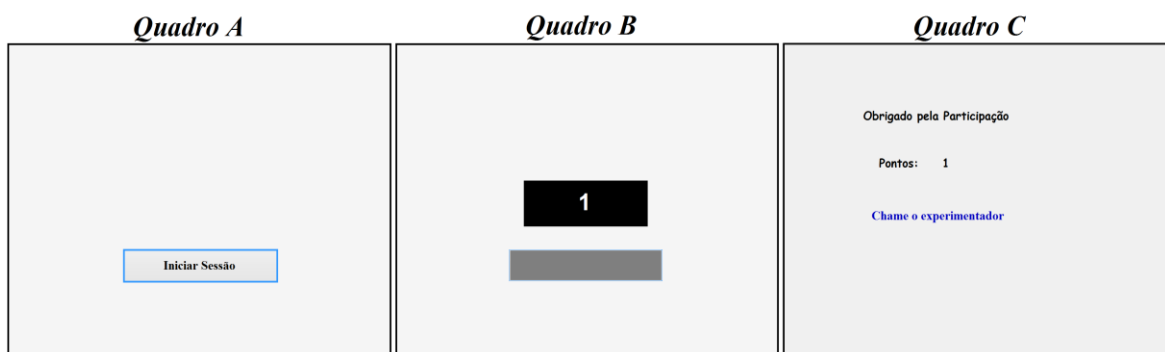 Quadro A
Quadro B
Quadro C
Iniciar Sessão
1
Obrigado pela Participação
Pontos: 1
Chame o experimentador